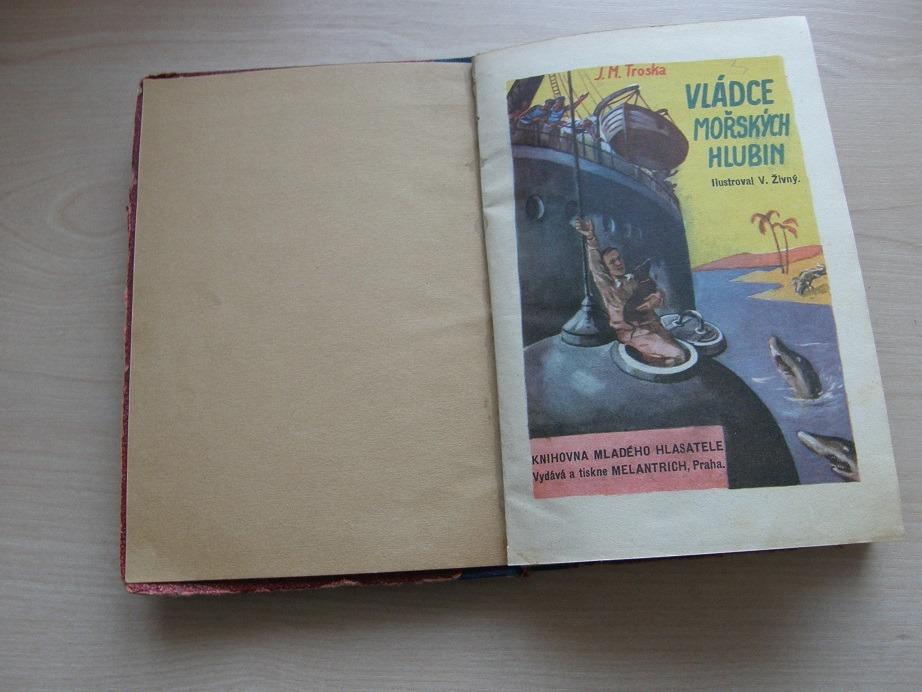 J. M. Troska
VLÁDCE
MOŘSKÝCH
HLUBIN
Ilustroval V. Živný.
KNIHOVNA MLADÉHO HLASATELE
Vydává a tiskne MELANTRICH, Praha.